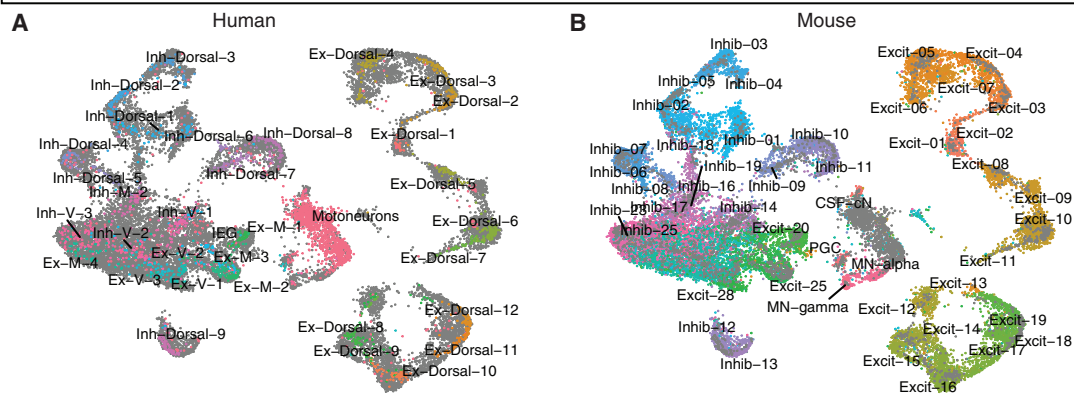 A
Human
Inh–Dorsal–3
Ex–Dorsal–4
Inh–Dorsal–2
Ex–Dorsal–3
Ex–Dorsal–2
Inh–Dorsal–1
Inh–Dorsal–6
Inh–Dorsal–8
Ex–Dorsal–1
Inh–Dorsal–4
Inh–Dorsal–7
Inh–Dorsal–5
Ex–Dorsal–5
Inh–M–2
Inh–V–3
Inh–V–1
Motoneurons
Ex–Dorsal–6
Inh–V–2
IEG
Ex–M–1
Ex–V–2
Ex–M–3
Ex–Dorsal–7
Ex–M–4
Ex–V–3
Ex–V–1
Ex–M–2
Ex–Dorsal–12
Ex–Dorsal–8
Inh–Dorsal–9
Ex–Dorsal–9
Ex–Dorsal–11
Ex–Dorsal–10
B
Mouse
Inhib–03
Excit–05
Excit–04
Inhib–05
Inhib–04
Excit–07
Inhib–02
Excit–06
Excit–03
Inhib–01
Inhib–10
Excit–02
Inhib–07
Inhib–18
Excit–01
Inhib–06
Inhib–19
Inhib–11
Excit–08
Inhib–08
Inhib–16
Inhib–09
Excit–09
Inhib–23
Inhib–17
Inhib–14
CSF–cN
Excit–10
Inhib–25
Excit–20
PGC
Excit–11
MN–alpha
Excit–28
Excit–25
Excit–13
MN–gamma
Excit–12
Inhib–12
Excit–14
Excit–19
Excit–18
Inhib–13
Excit–15
Excit–17
Excit–16